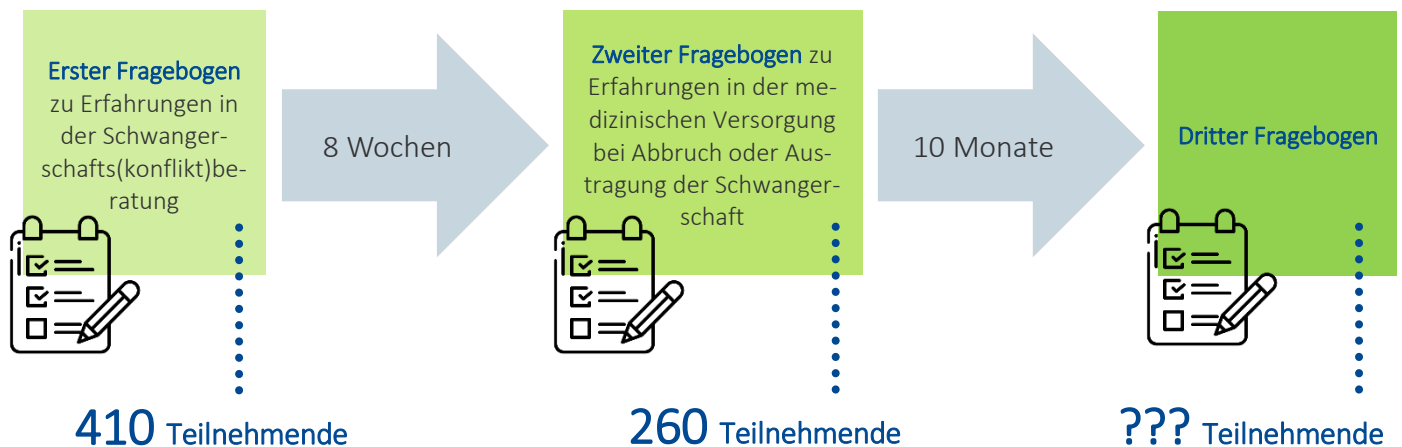 Erster Fragebogen
zu Erfahrungen in
der Schwanger-
schafts(konflikt)be-
ratung
8 Wochen
Zweiter Fragebogen zu
Erfahrungen in der me-
dizinischen Versorgung
bei Abbruch oder Aus-
tragung der Schwanger-
schaft
10 Monate
Dritter Fragebogen
410 Teilnehmende
260 Teilnehmende
??? Teilnehmende